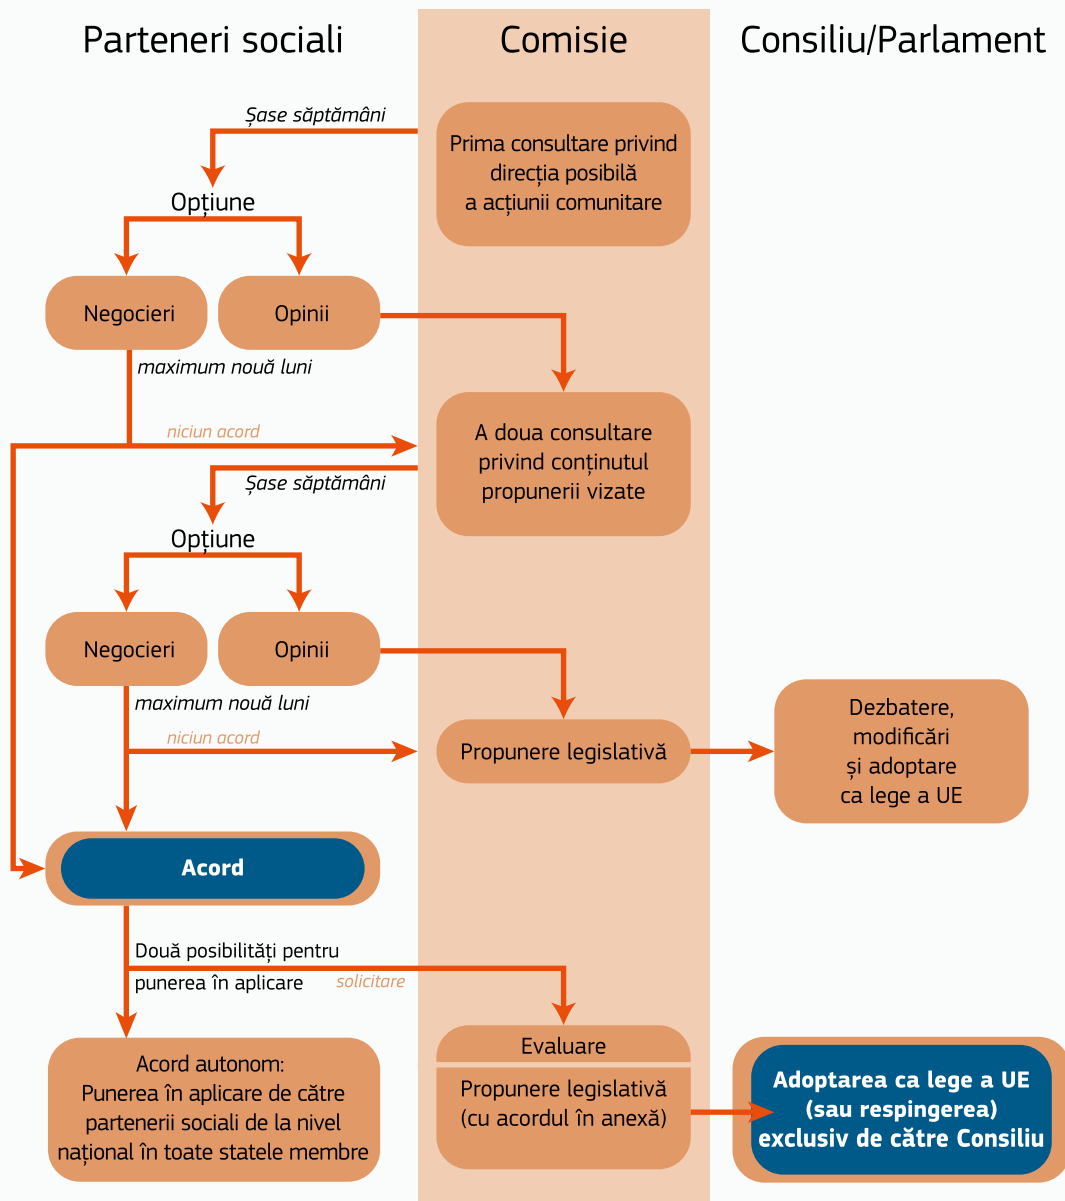 Parteneri sociali
Comisie
Consiliu/Parlament
Șase săptămâni
Prima consultare privind
direcția posibilă
a acțiunii comunitare
Opțiune
Negocieri
Opinii
maximum nouă luni
niciun acord
A doua consultare
privind conținutul
propunerii vizate
Șase săptămâni
Opțiune
Negocieri
Opinii
maximum nouă luni
niciun acord
Propunere legislativă
Dezbatere,
modificări
și adoptare
ca lege a UE
Acord
Două posibilități pentru
punerea în aplicare
solicitare
Acord autonom:
Punerea în aplicare de către
partenerii sociali de la nivel
național în toate statele membre
Evaluare
Propunere legislativă
(cu acordul în anexă)
Adoptarea ca lege a UE
(sau respingerea)
exclusiv de către Consiliu